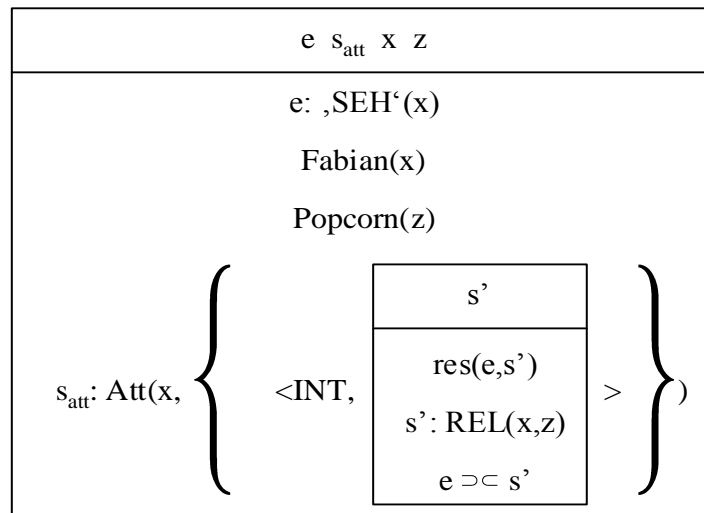 e s_att x z
e: ‚SEH‘(x)
Fabian(x)
Popcorn(z)
s’
res(e,s’)
s_att: Att(x, { <INT, s’: REL(x,z) > } )
e ⊃⊂ s’